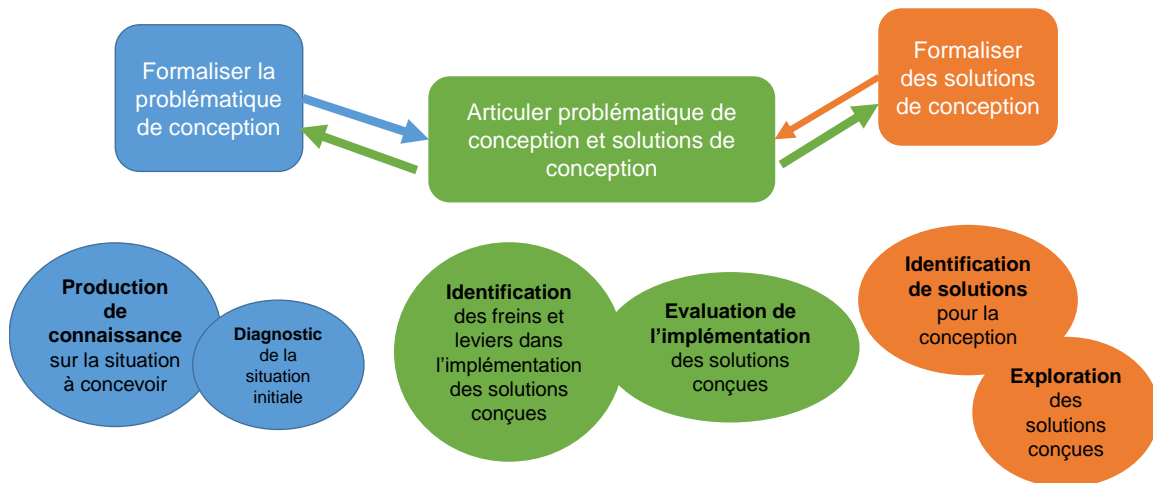 Formaliser la
problématique
de conception
Articuler problématique de
conception et solutions de
conception
Formaliser
des solutions
de conception
Production
de
connaissance
sur la situation
à concevoir
Diagnostic
de la
situation
initiale
Identification
des freins et
leviers dans
l’implémentation
des solutions
conçues
Evaluation de
l’implémentation
des solutions
conçues
Identification
de solutions
pour la
conception
Exploration
des
solutions
conçues